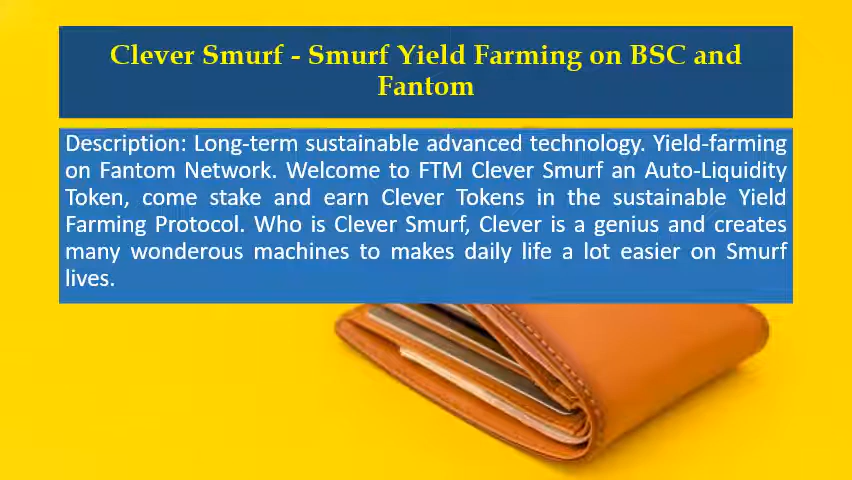 Clever Smurf - Smurf Yield Farming on BSC and
Fantom
Description: Long-term sustainable advanced technology. Yield-farming
on Fantom Network. Welcome to FTM Clever Smurf an Auto-Liquidity
Token, come stake and earn Clever Tokens in the sustainable Yield
Farming Protocol. Who is Clever Smurf, Clever is a genius and creates
many wonderous machines to makes daily life a lot easier on Smurf
lives.